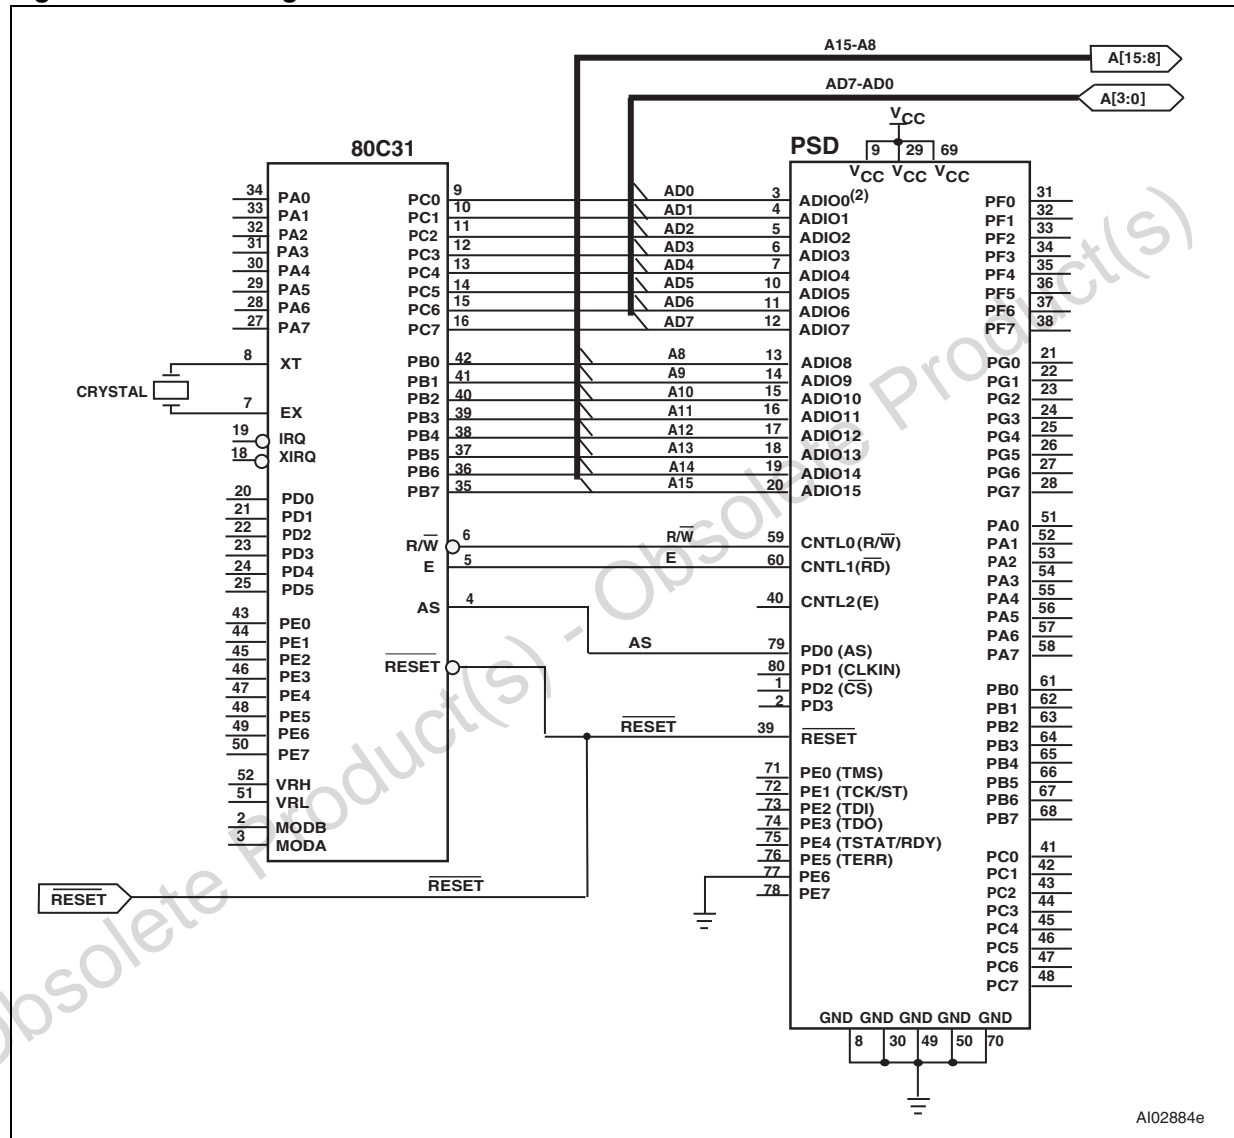 A15-A8
A[15:8]
AD7-AD0
A[3:0]
VCC
80C31
PSD
9 29 69
VCC VCC VCC
34 PA0
33 PA1
32 PA2
31 PA3
30 PA4
29 PA5
28 PA6
27 PA7
8 XT
CRYSTAL
7 EX
19 IRQ
18 XIRQ
20 PD0
21 PD1
22 PD2
23 PD3
24 PD4
25 PD5
43 PE0
44 PE1
45 PE2
46 PE3
47 PE4
48 PE5
49 PE6
50 PE7
52 VRH
51 VRL
2 MODB
3 MODA
PC0 9 AD0 3 ADIO0(2)
PC1 10 AD1 4 ADIO1
PC2 11 AD2 5 ADIO2
PC3 12 AD3 6 ADIO3
PC4 13 AD4 7 ADIO4
PC5 14 AD5 10 ADIO5
PC6 15 AD6 11 ADIO6
PC7 16 AD7 12 ADIO7
PB0 42 A8 13 ADIO8
PB1 41 A9 14 ADIO9
PB2 40 A10 15 ADIO10
PB3 39 A11 16 ADIO11
PB4 38 A12 17 ADIO12
PB5 37 A13 18 ADIO13
PB6 36 A14 19 ADIO14
PB7 35 A15 20 ADIO15
R/W 6 R/W 59 CNTL0(R/W)
E 5 E 60 CNTL1(RD)
40 CNTL2(E)
AS 4 AS 79 PD0 (AS)
80 PD1 (CLKIN)
1 PD2 (CS)
2 PD3
RESET RESET 39 RESET
71 PE0 (TMS)
72 PE1 (TCK/ST)
73 PE2 (TDI)
74 PE3 (TDO)
75 PE4 (TSTAT/RDY)
76 PE5 (TERR)
77 PE6
78 PE7
RESET RESET
PF0 31
PF1 32
PF2 33
PF3 34
PF4 35
PF5 36
PF6 37
PF7 38
PG0 21
PG1 22
PG2 23
PG3 24
PG4 25
PG5 26
PG6 27
PG7 28
PA0 51
PA1 52
PA2 53
PA3 54
PA4 55
PA5 56
PA6 57
PA7 58
PB0 61
PB1 62
PB2 63
PB3 64
PB4 65
PB5 66
PB6 67
PB7 68
PC0 41
PC1 42
PC2 43
PC3 44
PC4 45
PC5 46
PC6 47
PC7 48
GND GND GND GND GND
8 30 49 50 70
AI02884e
Obsolete Product(s) - Obsolete Product(s)